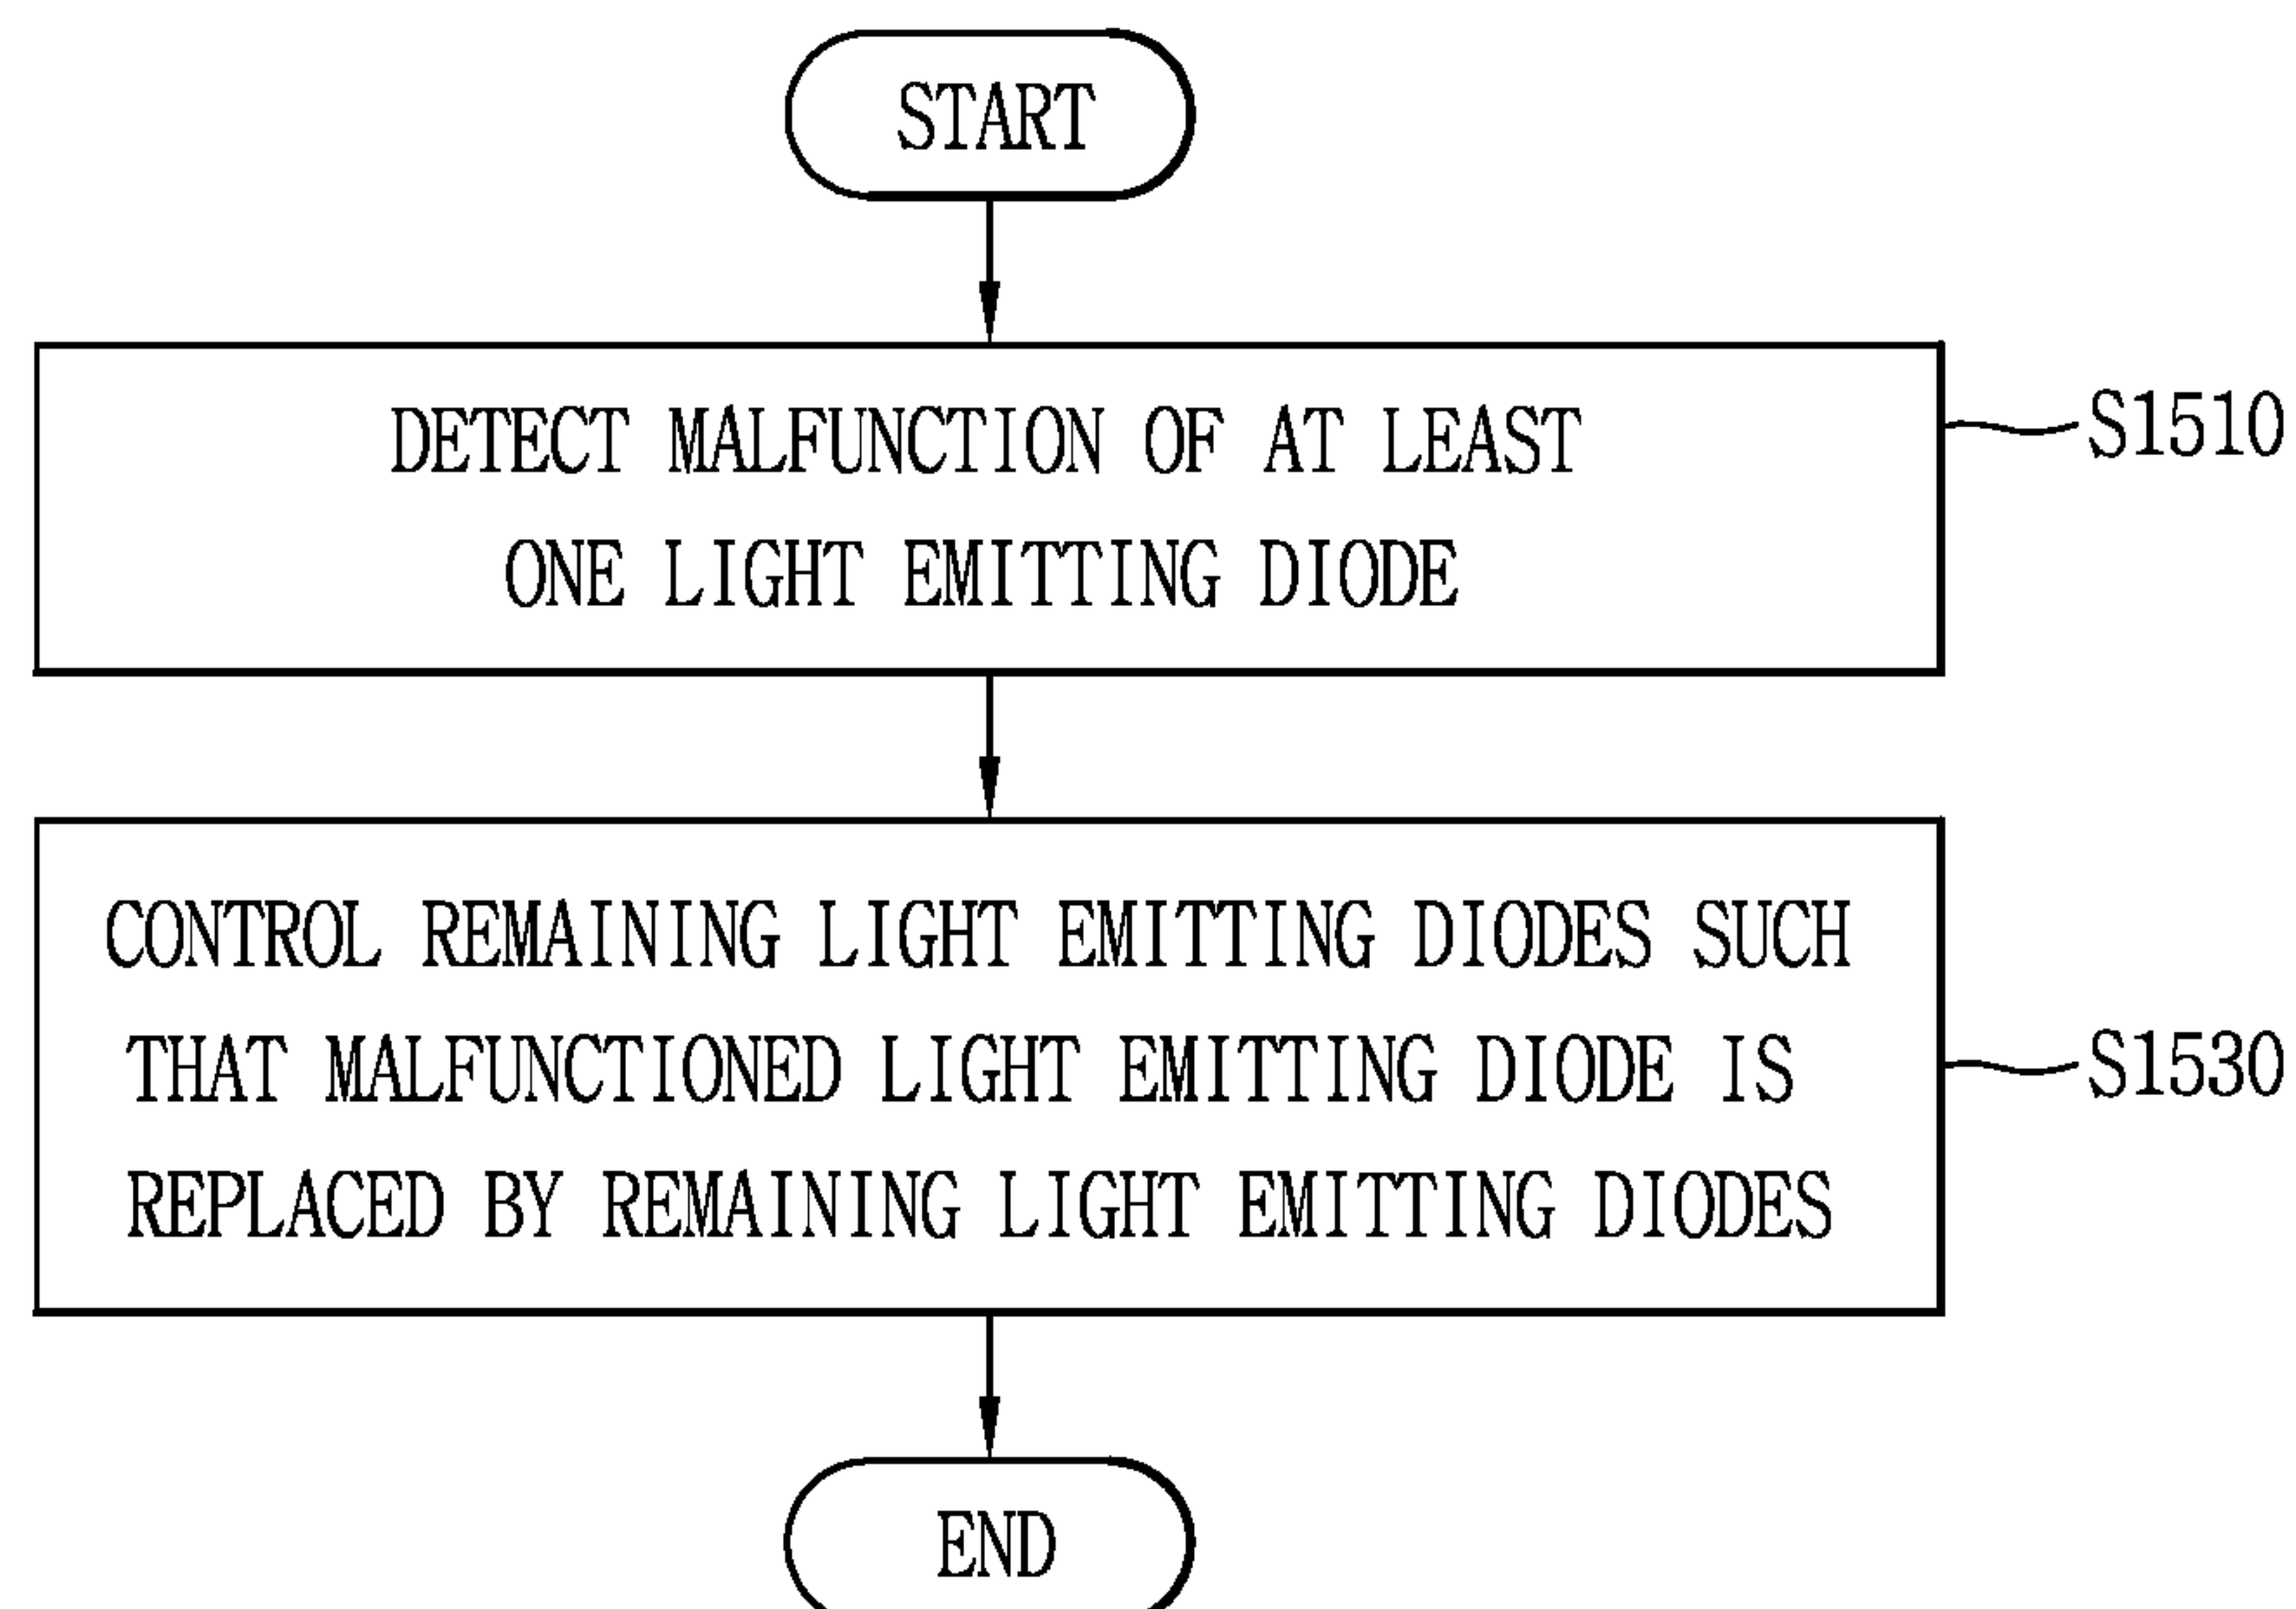 START
DETECT MALFUNCTION OF AT LEAST
ONE LIGHT EMITTING DIODE
S1510
CONTROL REMAINING LIGHT EMITTING DIODES SUCH
THAT MALFUNCTIONED LIGHT EMITTING DIODE IS
REPLACED BY REMAINING LIGHT EMITTING DIODES
S1530
END